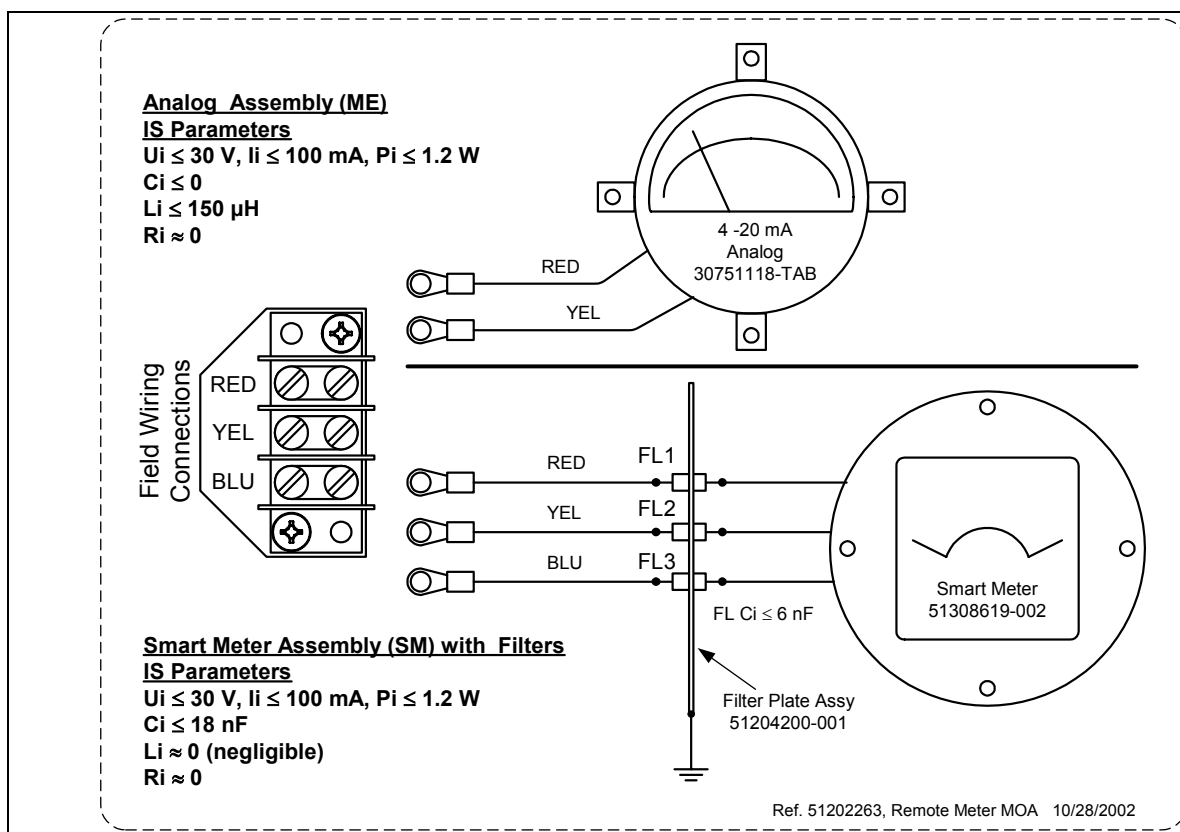 Analog Assembly (ME)
IS Parameters
Ui ≤ 30 V, Ii ≤ 100 mA, Pi ≤ 1.2 W
Ci ≤ 0
Li ≤ 150 µH
Ri ≈ 0
4 -20 mA
Analog
30751118-TAB
RED
YEL
Field Wiring
Connections
RED
YEL
BLU
RED
FL1
YEL
FL2
BLU
FL3
FL Ci ≤ 6 nF
Smart Meter
51308619-002
Filter Plate Assy
51204200-001
Smart Meter Assembly (SM) with Filters
IS Parameters
Ui ≤ 30 V, Ii ≤ 100 mA, Pi ≤ 1.2 W
Ci ≤ 18 nF
Li ≈ 0 (negligible)
Ri ≈ 0
Ref. 51202263, Remote Meter MOA 10/28/2002